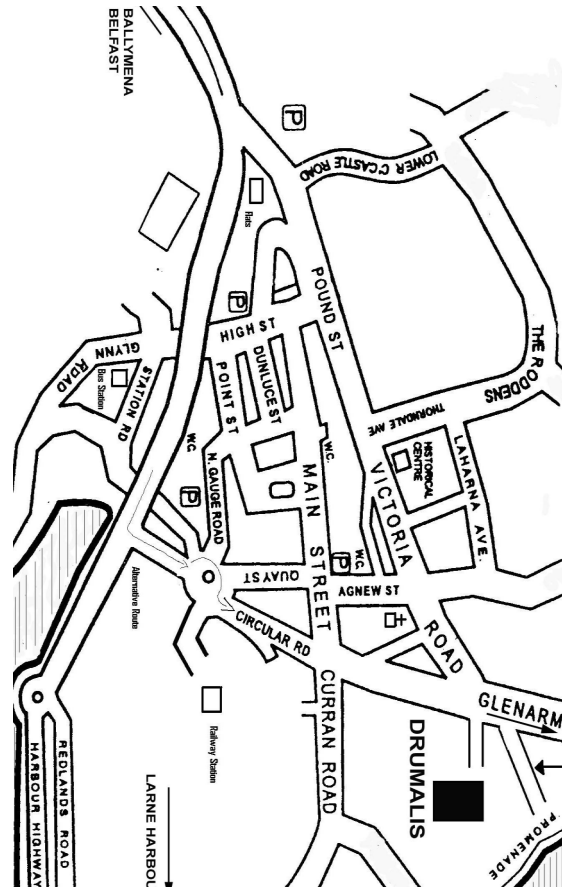 BALLYMENA
BELFAST
P
LOWER C'CASTLE ROAD
Flats
POUND ST
THE RODDENS
P
HIGH ST
GLYNN ROAD
Bus Station
STATION RD
POINT ST
DUNLUCE ST
THORNDALE AVE
HISTORICAL
CENTRE
LAHARNA AVE.
W.C.
W.C.
N. GAUGE ROAD
P
MAIN STREET
VICTORIA ROAD
W.C.
P
QUAY ST
AGNEW ST
Alternative Route
CIRCULAR RD
Railway Station
CURRAN ROAD
GLENARM
DRUMALIS
PROMENADE
REDLANDS ROAD
HARBOUR HIGHWAY
LARNE HARBOU